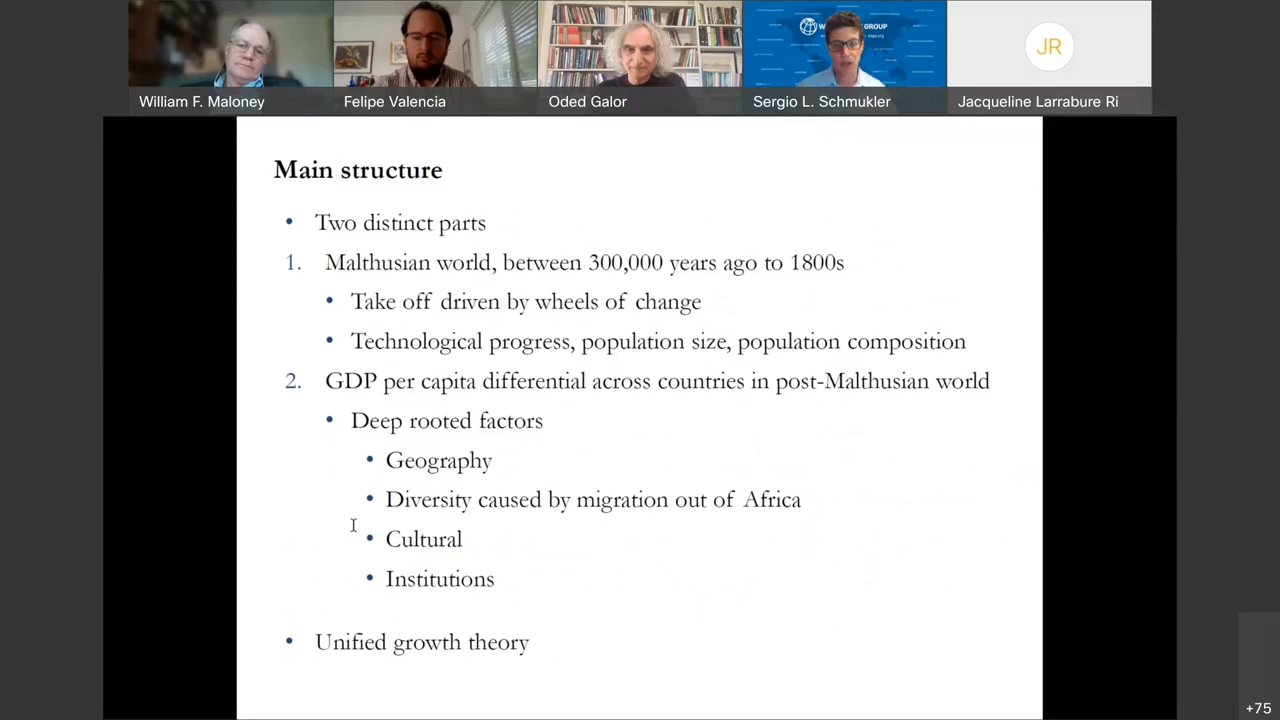 William F. Maloney
Felipe Valencia
Oded Galor
Sergio L. Schmukler
JR
Jacqueline Larrabure Ri
GROUP
Main structure
• Two distinct parts
1. Malthusian world, between 300,000 years ago to 1800s
• Take off driven by wheels of change
• Technological progress, population size, population composition
2. GDP per capita differential across countries in post-Malthusian world
• Deep rooted factors
• Geography
• Diversity caused by migration out of Africa
• Cultural
• Institutions
• Unified growth theory
+75